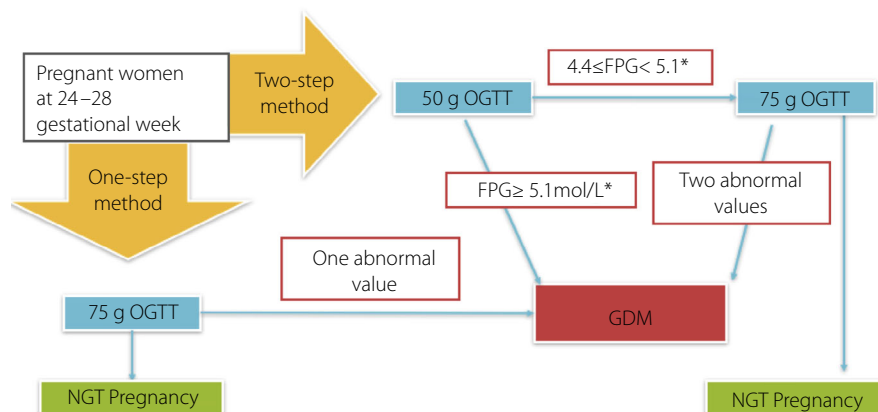 Pregnant women
at 24–28
gestational week
Two-step
method
4.4≤FPG< 5.1*
50 g OGTT
75 g OGTT
One-step
method
FPG≥ 5.1mol/L*
Two abnormal
values
One abnormal
value
75 g OGTT
GDM
NGT Pregnancy
NGT Pregnancy